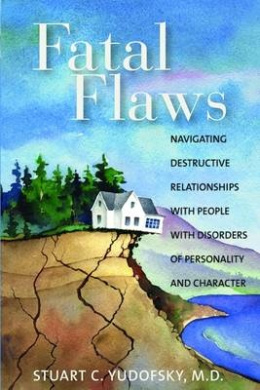 Fatal
Flaws
NAVIGATING
DESTRUCTIVE
RELATIONSHIPS
WITH PEOPLE
WITH DISORDERS
OF PERSONALITY
AND CHARACTER
STUART C. YUDOFSKY, M.D.